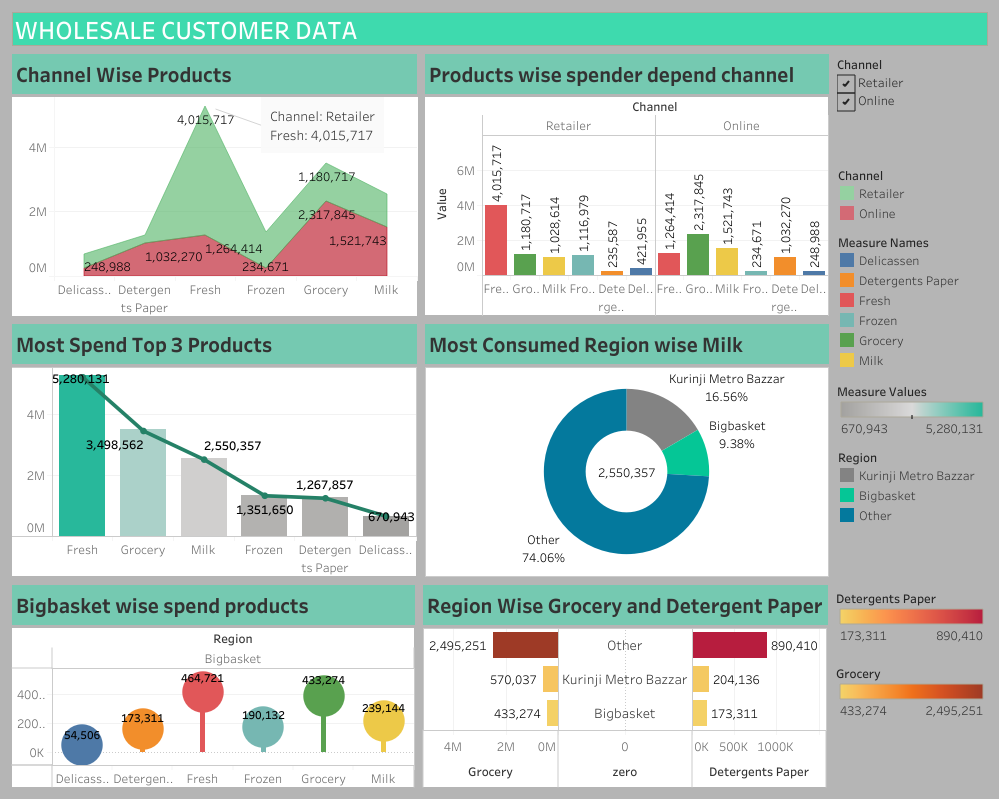 WHOLESALE CUSTOMER DATA
Channel Wise Products
4M
2M
0M
4,015,717
Channel: Retailer
Fresh: 4,015,717
1,180,717
2,317,845
1,521,743
1,264,414
1,032,270
248,988
234,671
Delicass..
Detergen
ts Paper
Fresh
Frozen
Grocery
Milk
Products wise spender depend channel
Channel
Retailer
Online
Value
6M
4M
2M
0M
4,015,717
1,180,717
1,028,614
1,116,979
235,587
421,955
1,264,414
2,317,845
1,521,743
234,671
1,032,270
248,988
Fre..
Gro..
Milk
Fro..
Dete
rge..
Del..
Fre..
Gro..
Milk
Fro..
Dete
rge..
Del..
Channel
Retailer
Online
Channel
Retailer
Online
Measure Names
Delicassen
Detergents Paper
Fresh
Frozen
Grocery
Milk
Measure Values
670,943
5,280,131
Region
Kurinji Metro Bazzar
Bigbasket
Other
Most Spend Top 3 Products
4M
2M
0M
5,280,131
3,498,562
2,550,357
1,351,650
1,267,857
670,943
Fresh
Grocery
Milk
Frozen
Detergen
ts Paper
Delicass..
Most Consumed Region wise Milk
Kurinji Metro Bazzar
16.56%
Bigbasket
9.38%
2,550,357
Other
74.06%
Bigbasket wise spend products
Region
Bigbasket
400..
200..
0K
54,506
173,311
464,721
190,132
433,274
239,144
Delicass..
Detergen..
Fresh
Frozen
Grocery
Milk
Region Wise Grocery and Detergent Paper
2,495,251
Other
890,410
570,037
Kurinji Metro Bazzar
204,136
433,274
Bigbasket
173,311
4M
2M
0M
0
0K
500K
1000K
Grocery
zero
Detergents Paper
Detergents Paper
173,311
890,410
Grocery
433,274
2,495,251